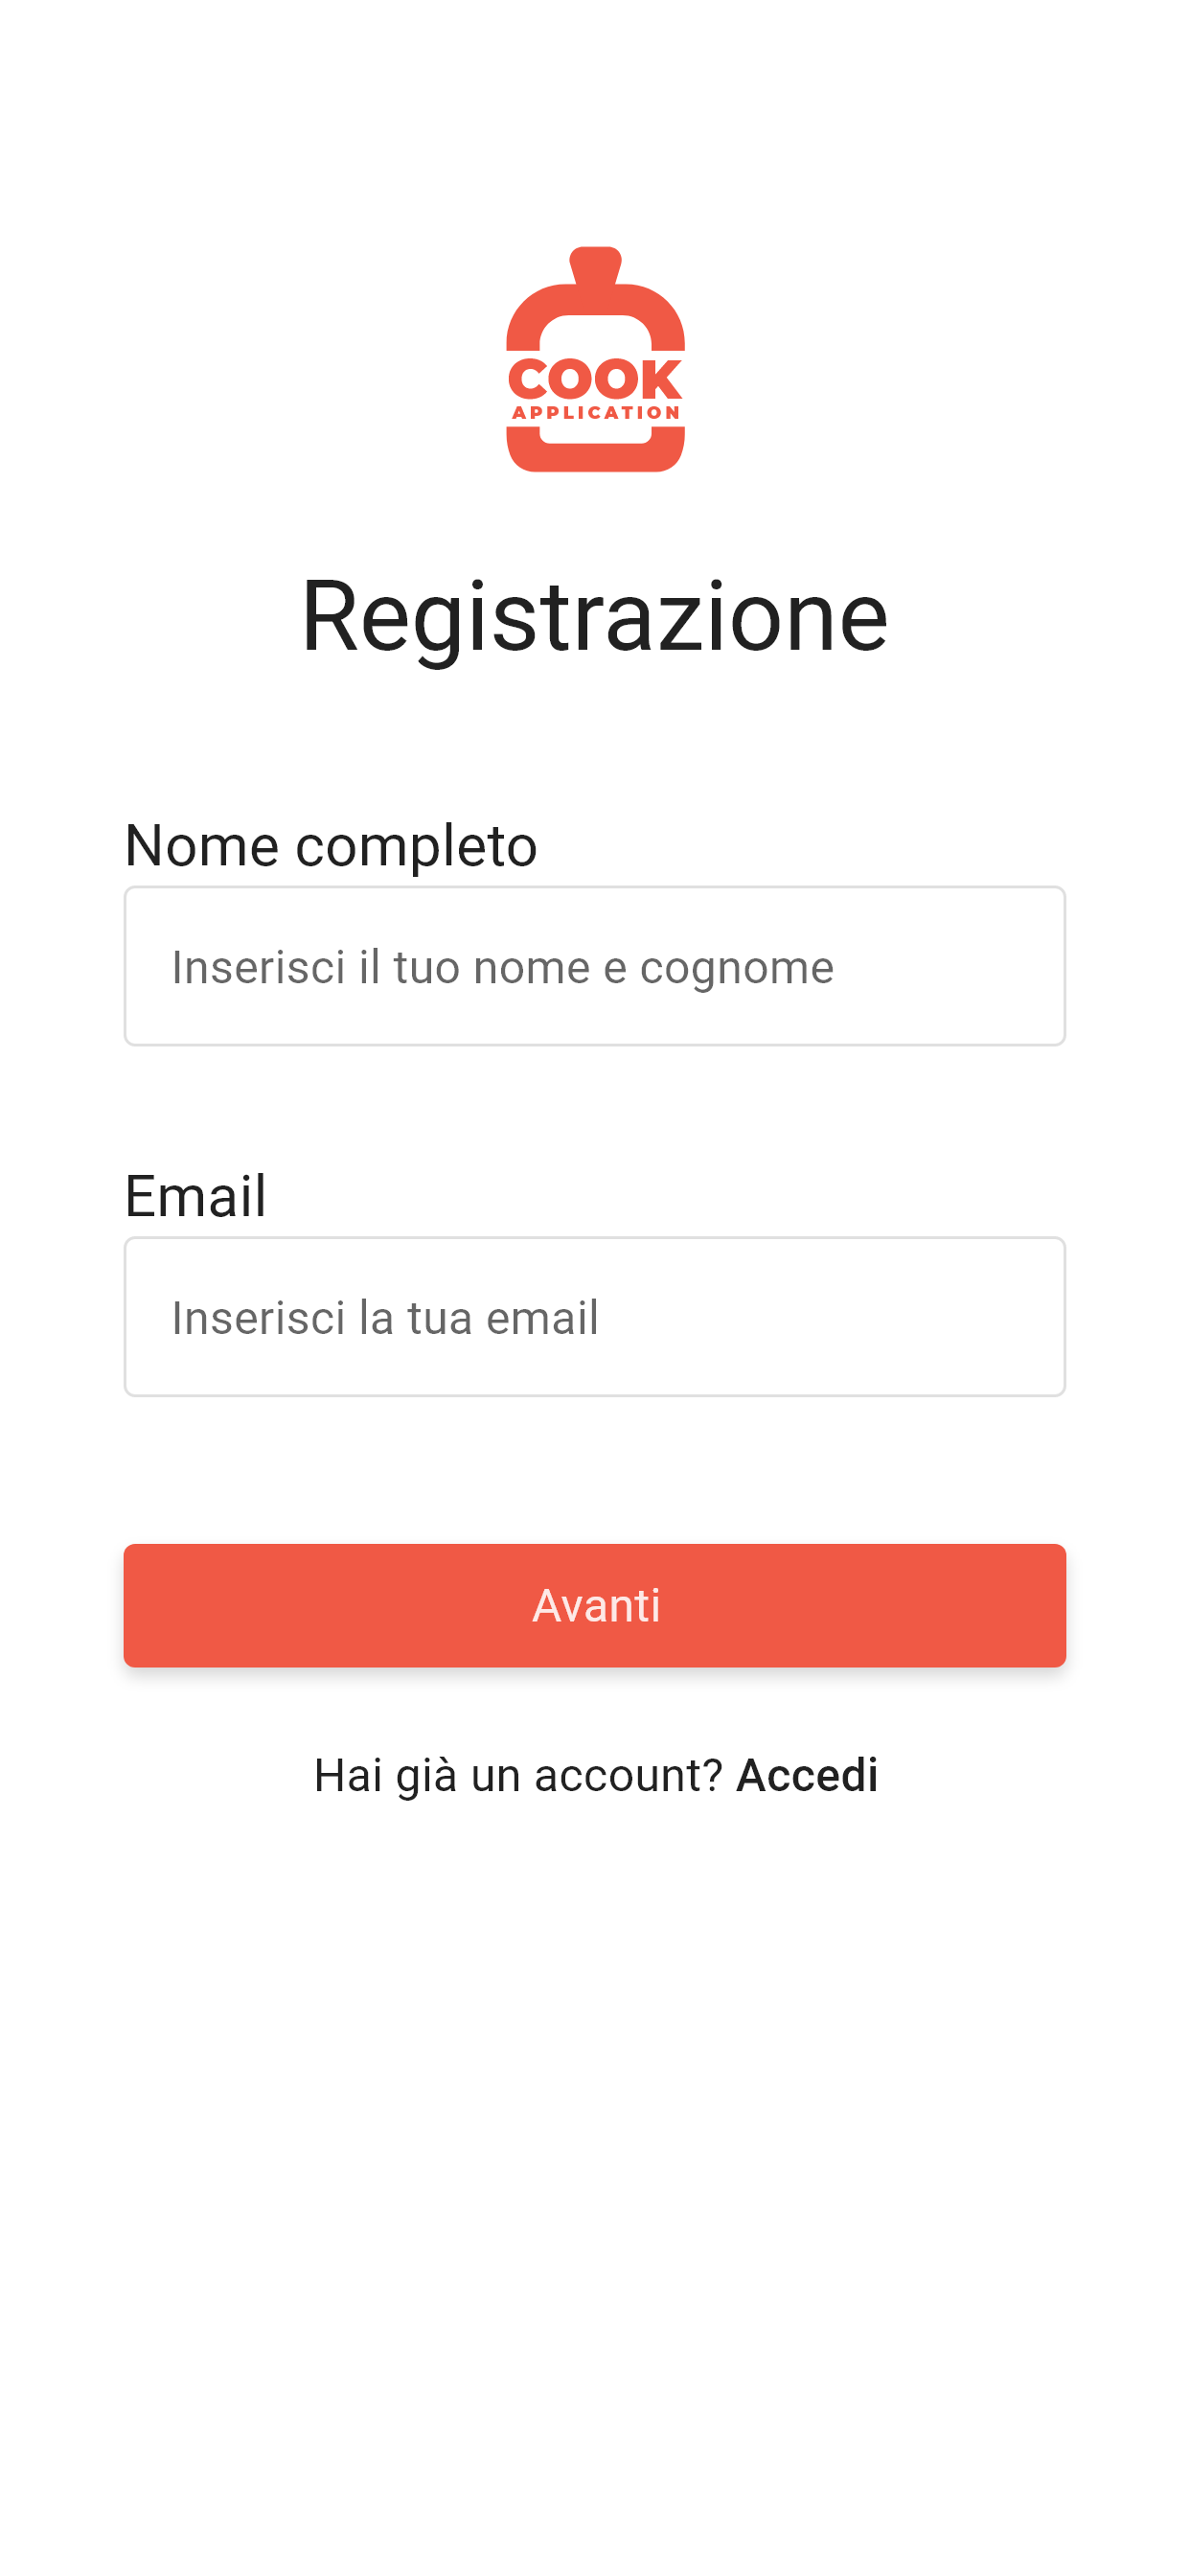 COOK
APPLICATION
Registrazione
Nome completo
Inserisci il tuo nome e cognome
Email
Inserisci la tua email
Avanti
Hai già un account? Accedi